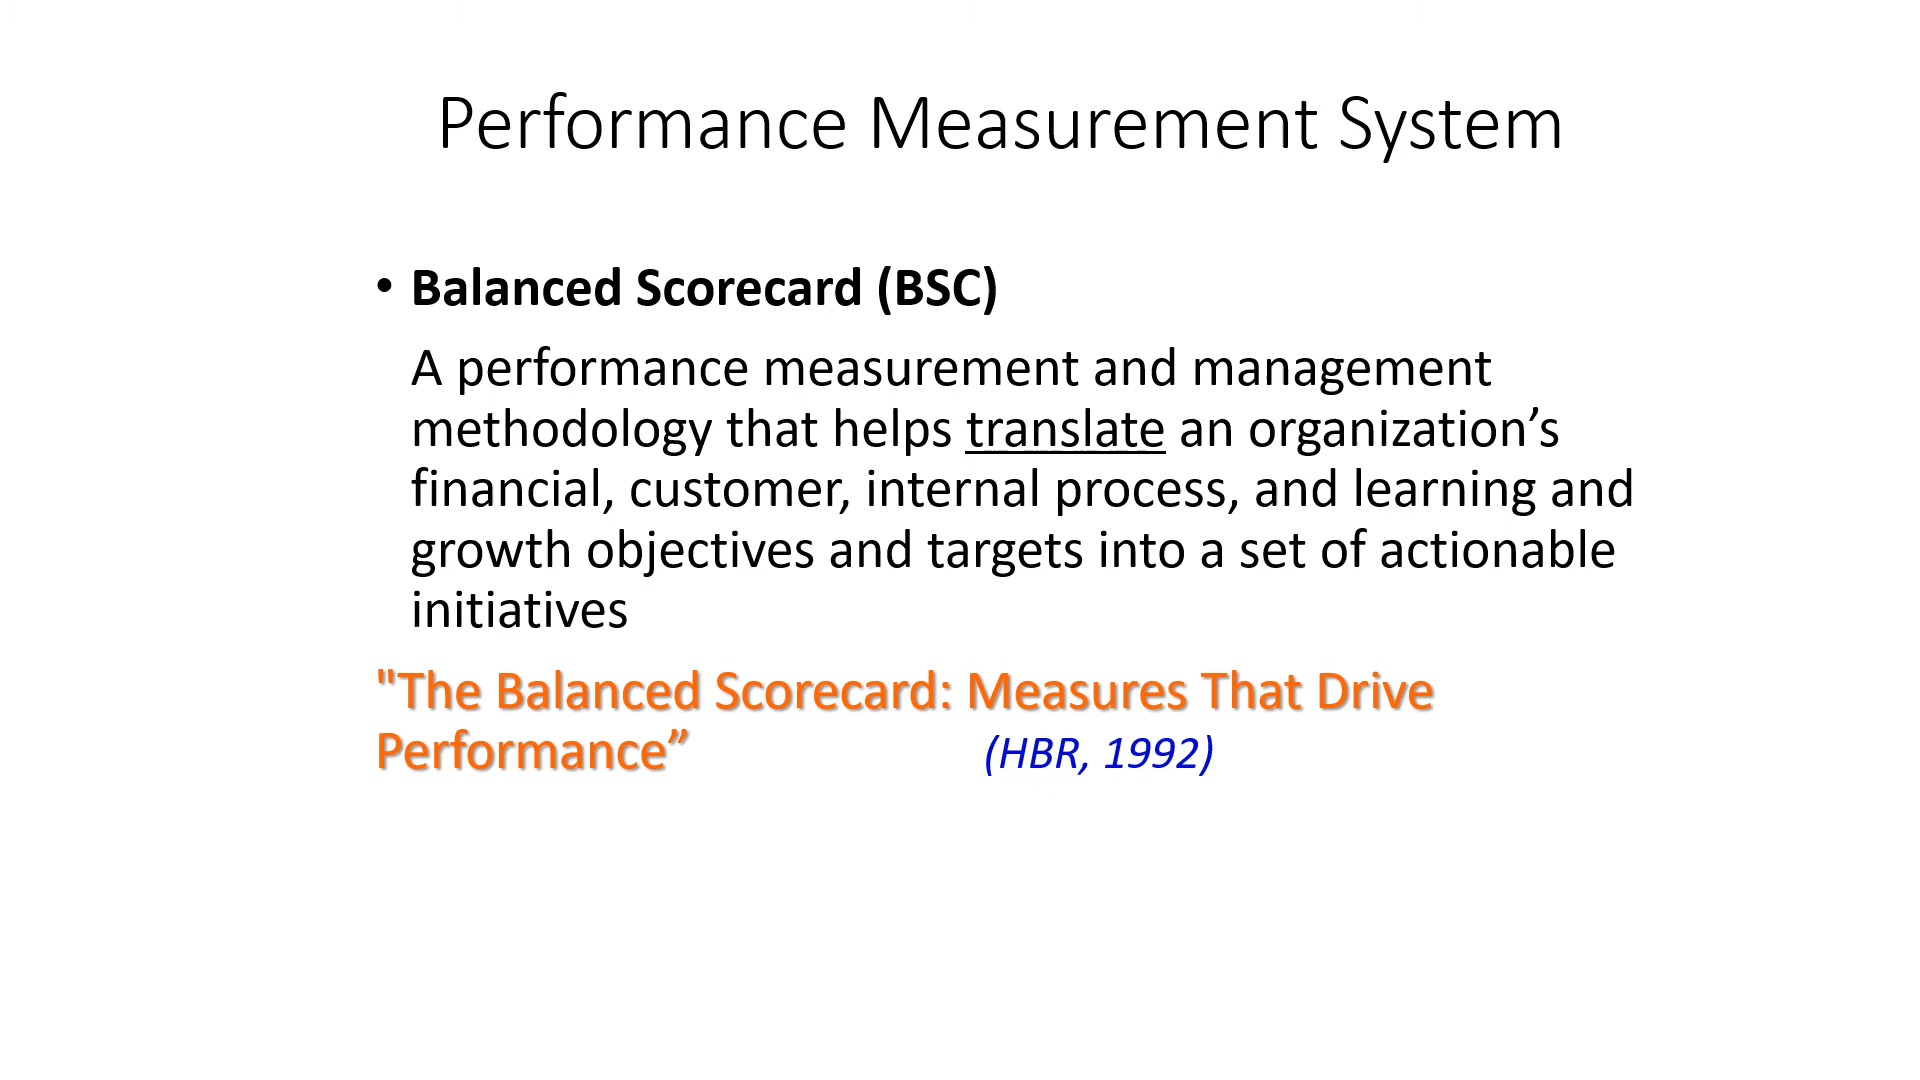 Performance Measurement System
• Balanced Scorecard (BSC)
A performance measurement and management
methodology that helps translate an organization’s
financial, customer, internal process, and learning and
growth objectives and targets into a set of actionable
initiatives
"The Balanced Scorecard: Measures That Drive
Performance” (HBR, 1992)